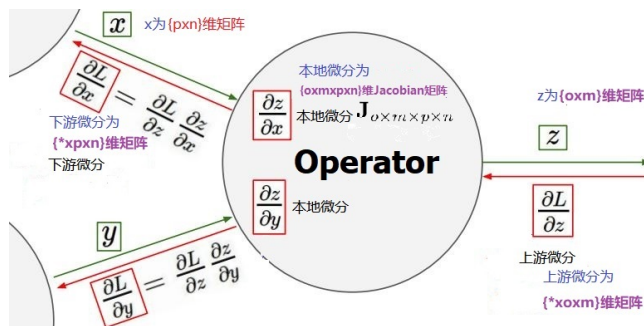 x
x为{pxn}维矩阵
∂L/∂x = ∂L/∂z ∂z/∂x
下游微分为
{*xpxn}维矩阵
下游微分
本地微分为
{oxmxpxn}维Jacobian矩阵
∂z/∂x 本地微分 J o×m×p×n
Operator
∂z/∂y 本地微分
z为{oxm}维矩阵
z
∂L/∂z
上游微分
上游微分为
{*xoxm}维矩阵
y
∂L/∂y = ∂L/∂z ∂z/∂y